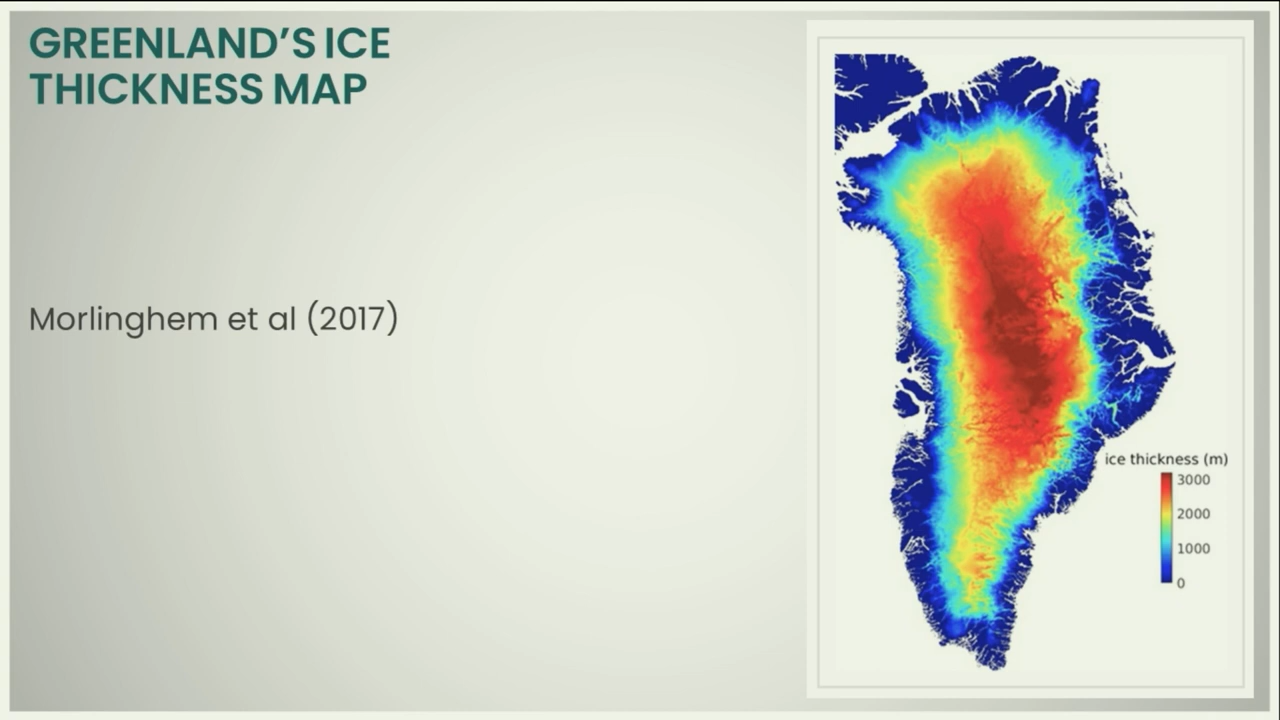 GREENLAND’S ICE
THICKNESS MAP
Morlinghem et al (2017)
ice thickness (m)
3000
2000
1000
0